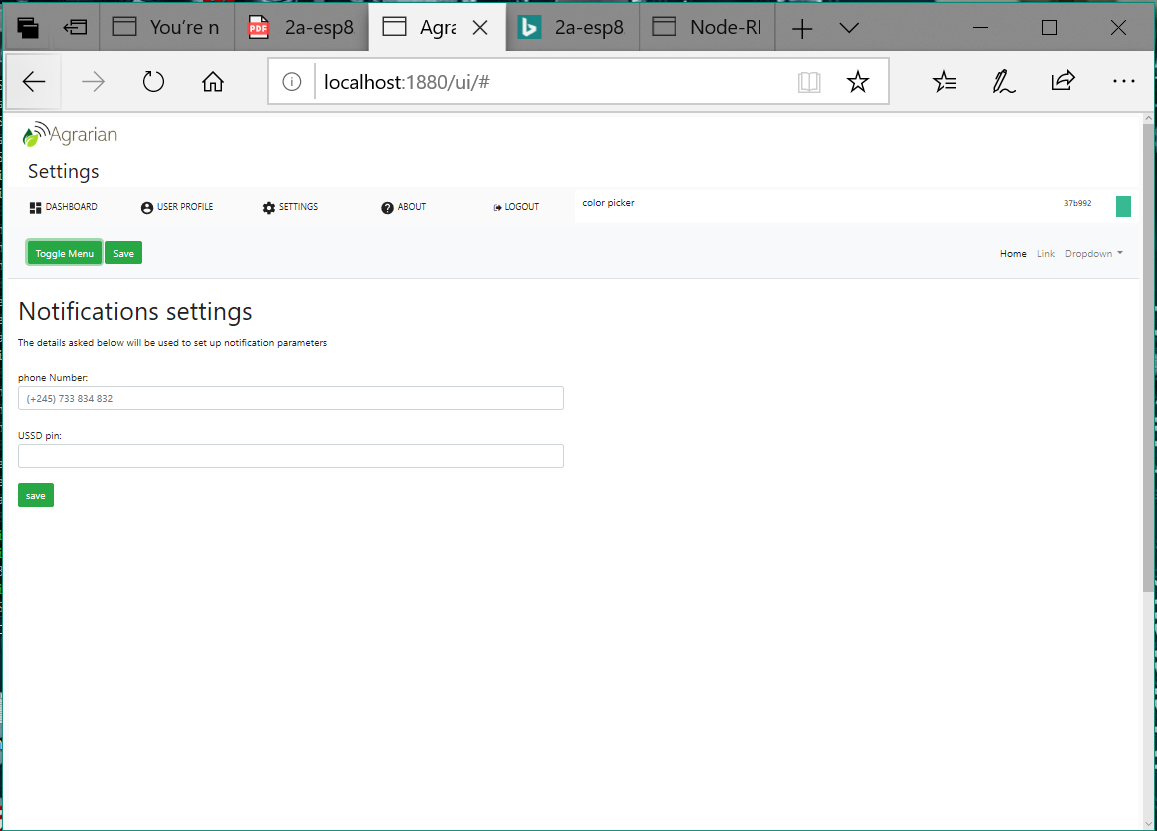 You're n
PDF
2a-esp8
Agra
2a-esp8
Node-RI
localhost:1880/ui/#
Agrarian
Settings
DASHBOARD
USER PROFILE
SETTINGS
ABOUT
LOGOUT
color picker
37b992
Toggle Menu
Save
Home
Link
Dropdown
Notifications settings
The details asked below will be used to set up notification parameters
phone Number:
(+245) 733 834 832
USSD pin:
save